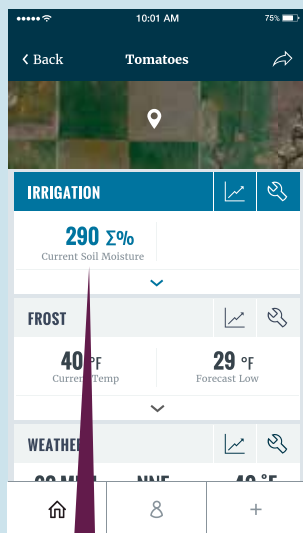 10:01 AM 75%
Back Tomatoes
IRRIGATION
290 Σ%
Current Soil Moisture
FROST
40 °F 29 °F
Current Temp Forecast Low
WEATHER
NNE